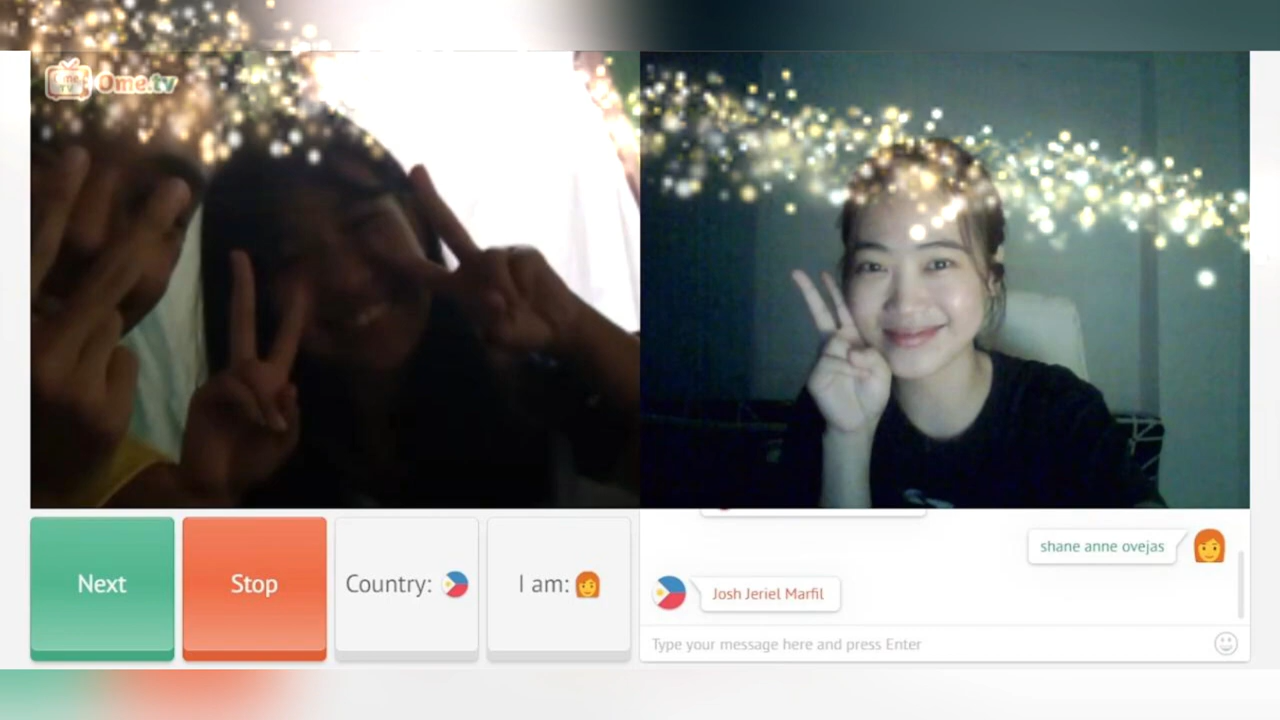 Ome.tv
Next
Stop
Country:
I am:
shane anne ovejas
Josh Jeriel Marfil
Type your message here and press Enter